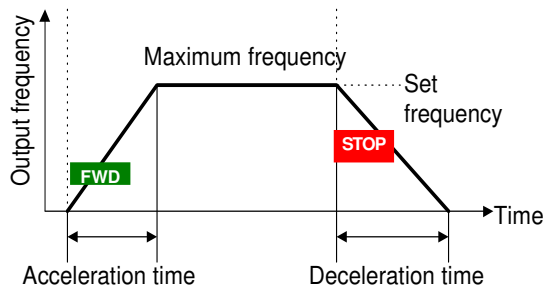 Output frequency
Maximum frequency
Set
frequency
FWD
STOP
Time
Acceleration time
Deceleration time